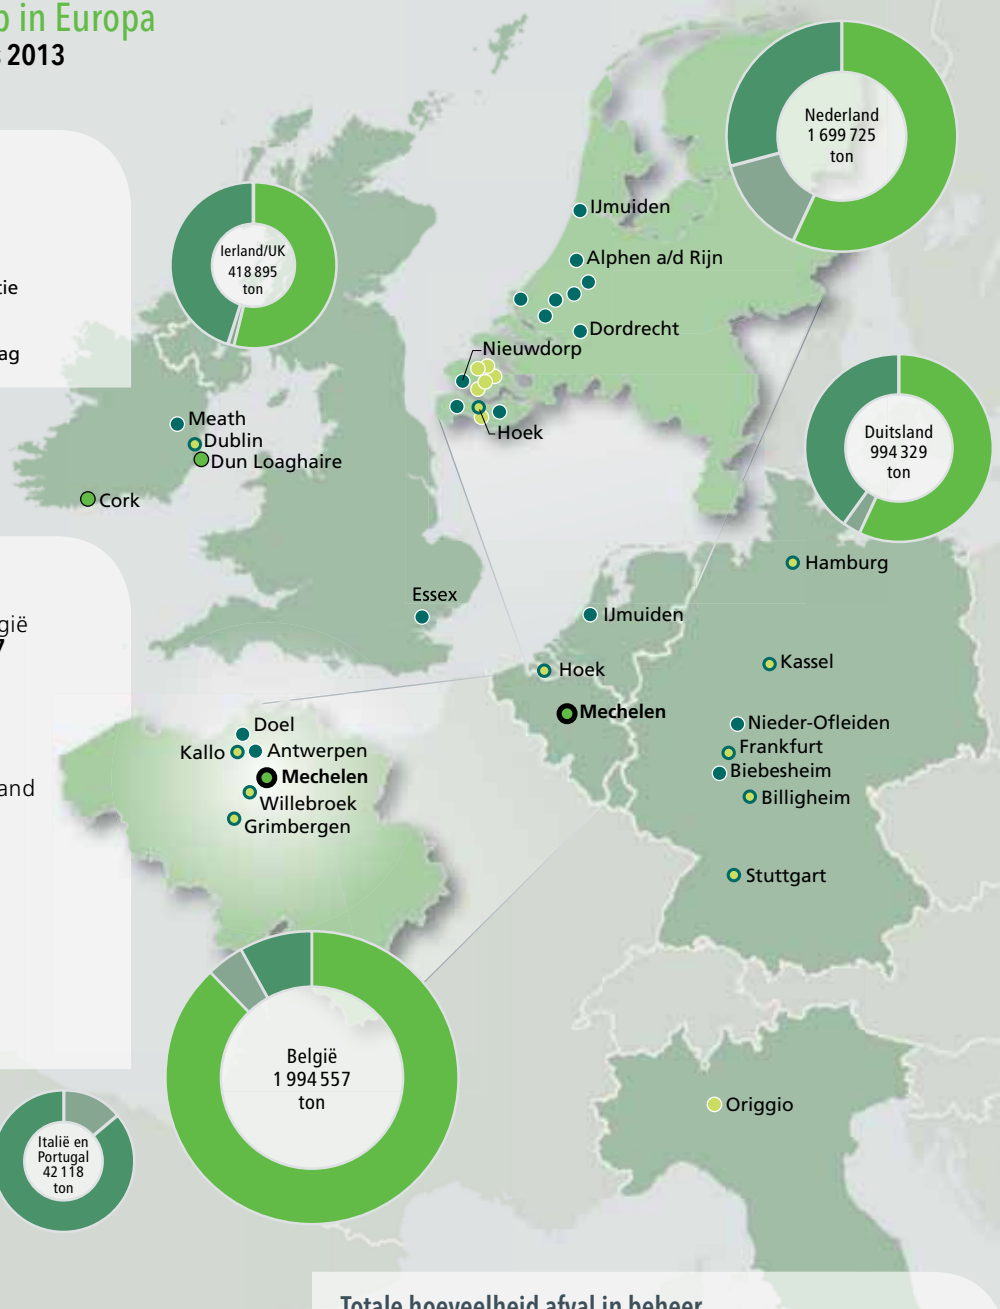 in Europa
2013
Nederland
1 699 725
ton
IJmuiden
Ierland/UK
418 895
ton
Alphen a/d Rijn
Dordrecht
Nieuwdorp
Meath
Dublin
Dun Loaghaire
Hoek
Cork
Duitsland
994 329
ton
Hamburg
Essex
IJmuiden
Kassel
Hoek
Mechelen
Doel
Nieder-Ofleiden
Kallo
Antwerpen
Frankfurt
Mechelen
Biebesheim
Willebroek
Billigheim
Grimbergen
Stuttgart
België
1 994 557
ton
Origgio
Italië en
Portugal
42 118
ton
Totale hoeveelheid afval in beheer